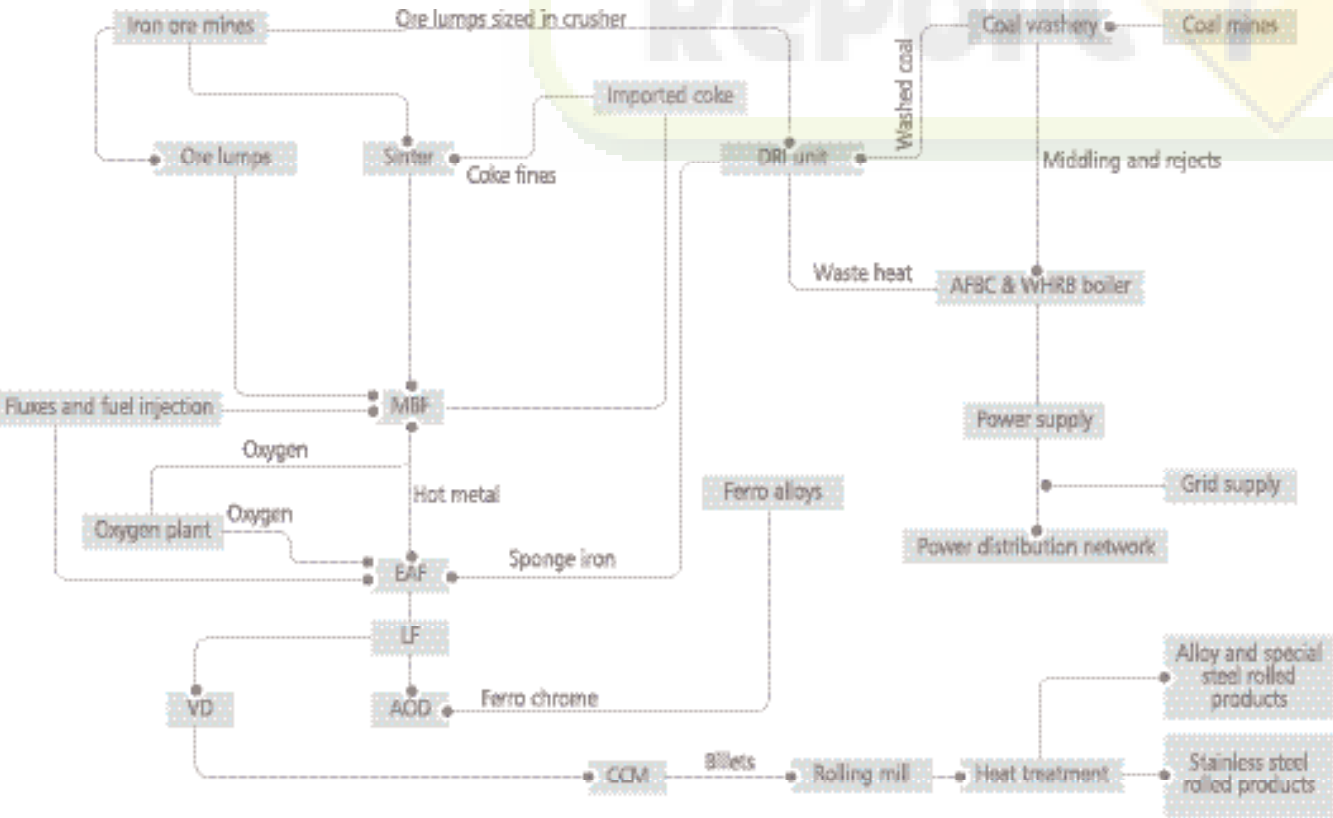 Iron ore mines
Ore lumps sized in crusher
Coal washery
Coal mines
Imported coke
Washed coal
Ore lumps
Sinter
Coke fines
DRI unit
Middling and rejects
Waste heat
AFBC & WHRB boiler
Fluxes and fuel injection
MBF
Power supply
Oxygen
Hot metal
Ferro alloys
Grid supply
Oxygen plant
Oxygen
Power distribution network
EAF
Sponge iron
LF
Alloy and special
steel rolled
products
VD
AOD
Ferro chrome
CCM
Billets
Rolling mill
Heat treatment
Stainless steel
rolled products